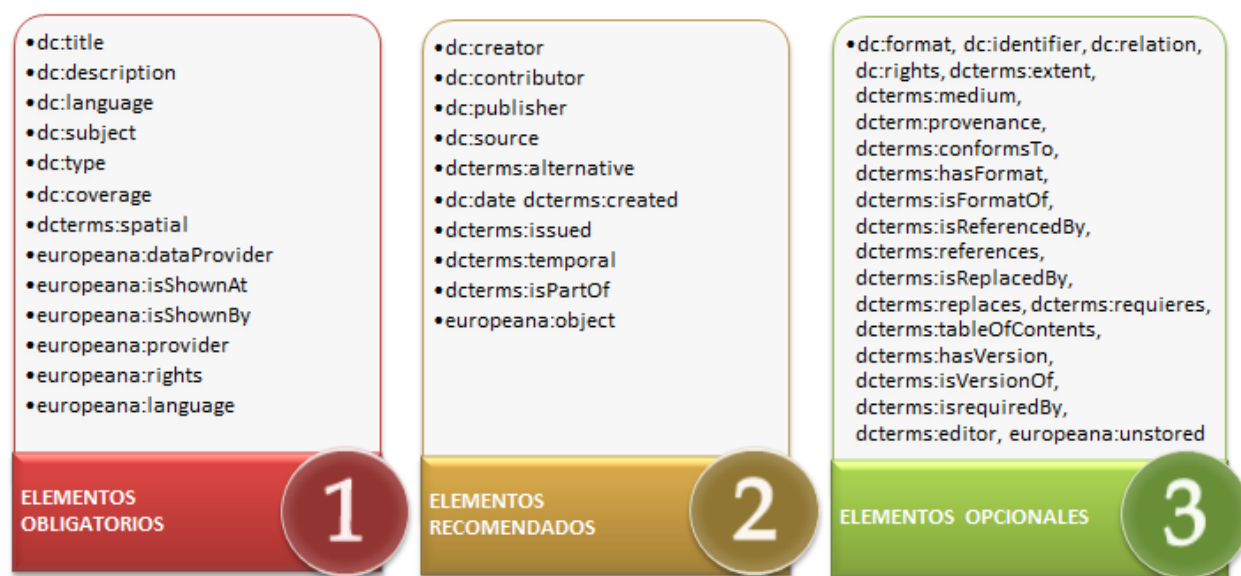 •dc:title
•dc:description
•dc:language
•dc:subject
•dc:type
•dc:coverage
•dcterms:spatial
•europeana:dataProvider
•europeana:isShownAt
•europeana:isShownBy
•europeana:provider
•europeana:rights
•europeana:language
ELEMENTOS
OBLIGATORIOS
1
•dc:creator
•dc:contributor
•dc:publisher
•dc:source
•dcterms:alternative
•dc:date dcterms:created
•dcterms:issued
•dcterms:temporal
•dcterms:isPartOf
•europeana:object
ELEMENTOS
RECOMENDADOS
2
•dc:format, dc:identifier, dc:relation,
dc:rights, dcterms:extent,
dcterms:medium,
dcterm:provenance,
dcterms:conformsTo,
dcterms:hasFormat,
dcterms:isFormatOf,
dcterms:isReferencedBy,
dcterms:references,
dcterms:isReplacedBy,
dcterms:replaces, dcterms:requieres,
dcterms:tableOfContents,
dcterms:hasVersion,
dcterms:isVersionOf,
dcterms:isrequiredBy,
dcterms:editor, europeana:unstored
ELEMENTOS OPCIONALES
3